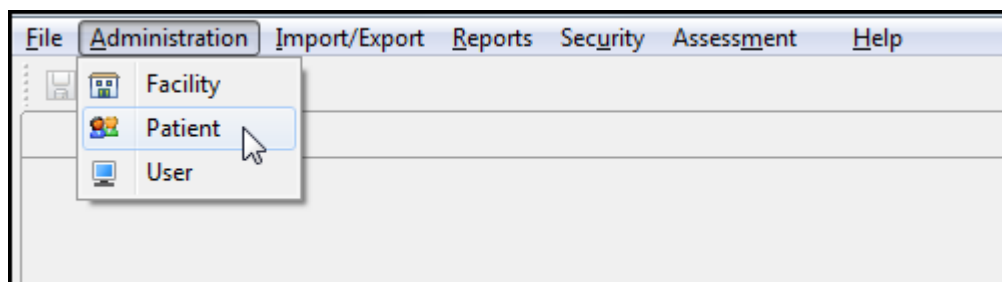 File Administration Import/Export Reports Security Assessment Help
Facility
Patient
User